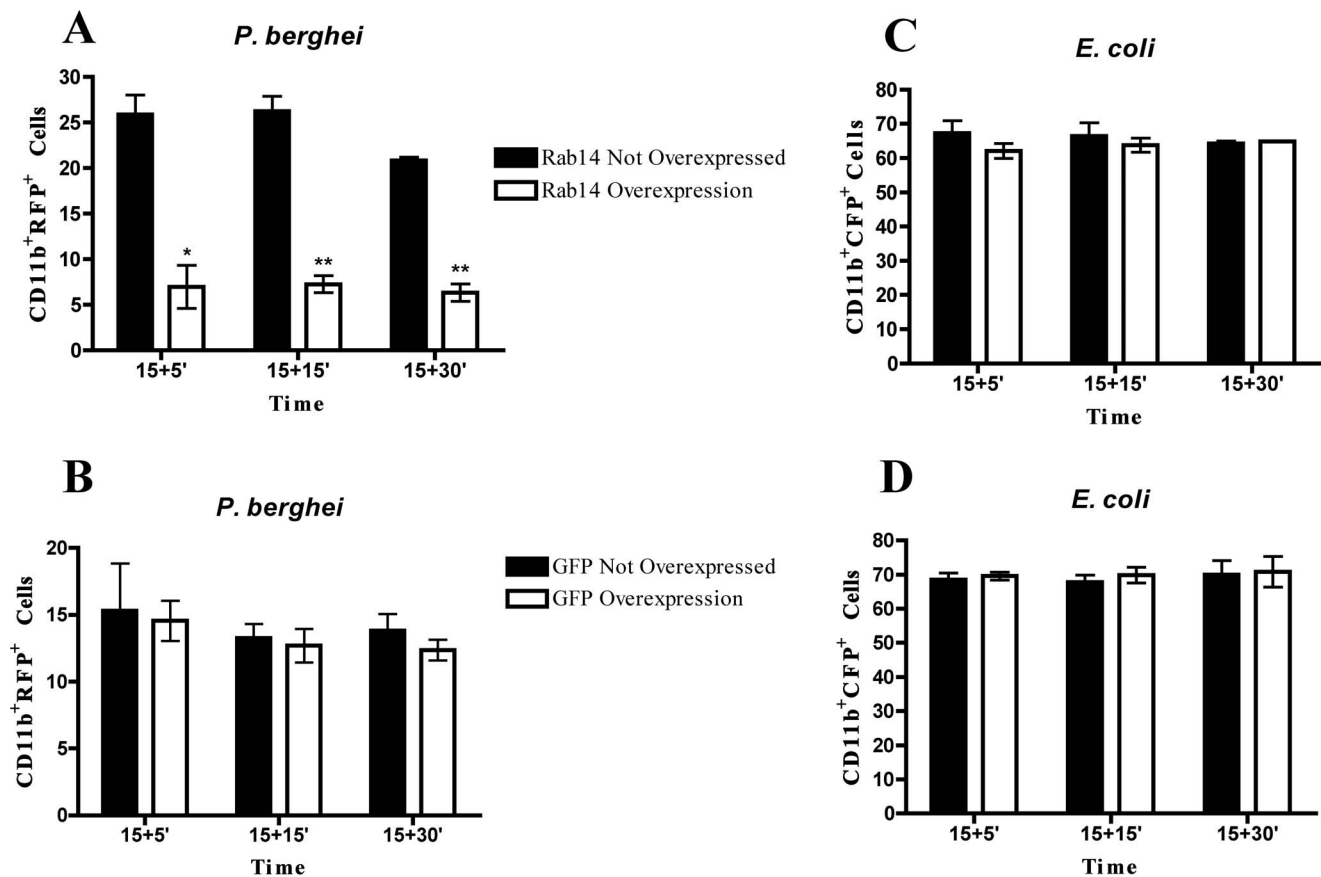 A
P. berghei
CD11b+RFP+ Cells
30
25
20
15
10
5
0
*
**
**
15+5'
15+15'
15+30'
Time
Rab14 Not Overexpressed
Rab14 Overexpression
C
E. coli
CD11b+CFP+ Cells
80
70
60
50
40
30
20
10
0
15+5'
15+15'
15+30'
Time
B
P. berghei
CD11b+RFP+ Cells
20
15
10
5
0
15+5'
15+15'
15+30'
Time
GFP Not Overexpressed
GFP Overexpression
D
E. coli
CD11b+CFP+ Cells
80
70
60
50
40
30
20
10
0
15+5'
15+15'
15+30'
Time